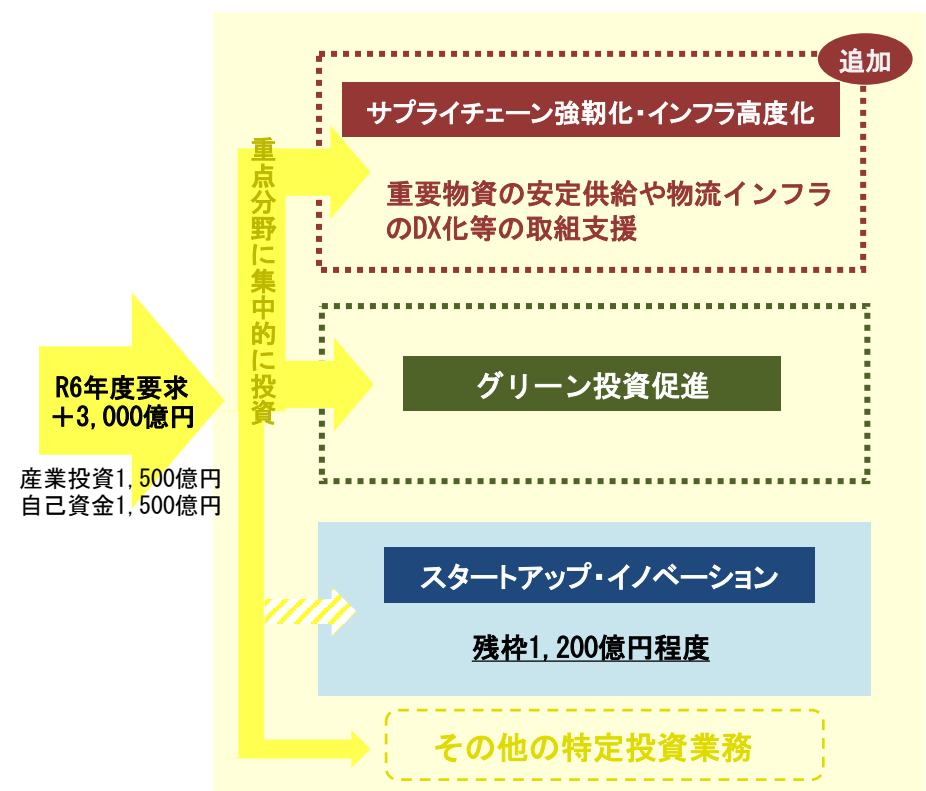 追加
サプライチェーン強靭化・インフラ高度化
重要物資の安定供給や物流インフラ
のDX化等の取組支援
重点分野に集中的に投資
グリーン投資促進
R6年度要求
＋3,000億円
産業投資1,500億円
自己資金1,500億円
スタートアップ・イノベーション
残枠1,200億円程度
その他の特定投資業務